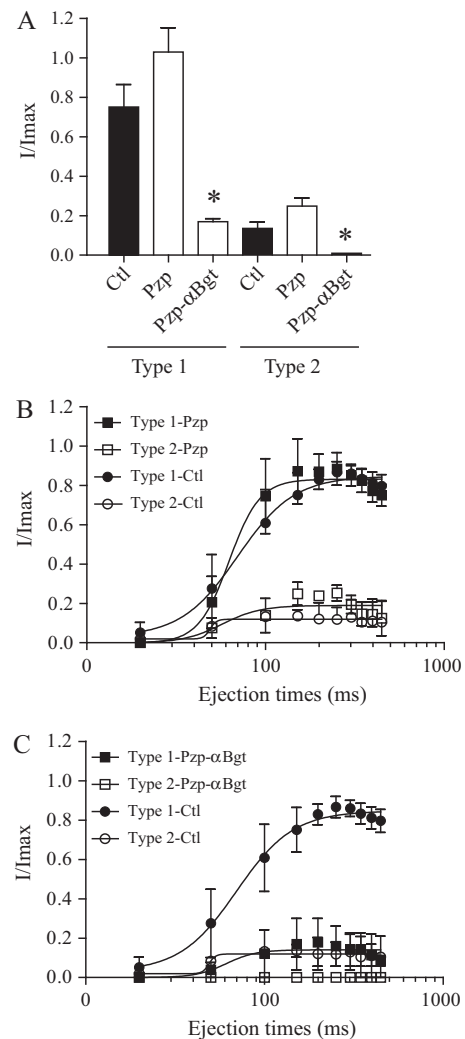 A
1.2
1.0
0.8
0.6
0.4
0.2
0.0
I/Imax
*
*
Ctl
Pzp
Pzp-αBgt
Ctl
Pzp
Pzp-αBgt
Type 1
Type 2
B
1.2
1.0
0.8
0.6
0.4
0.2
0.0
I/Imax
Type 1-Pzp
Type 2-Pzp
Type 1-Ctl
Type 2-Ctl
0
100
1000
Ejection times (ms)
C
1.2
1.0
0.8
0.6
0.4
0.2
0.0
I/Imax
Type 1-Pzp-αBgt
Type 2-Pzp-αBgt
Type 1-Ctl
Type 2-Ctl
0
100
1000
Ejection times (ms)